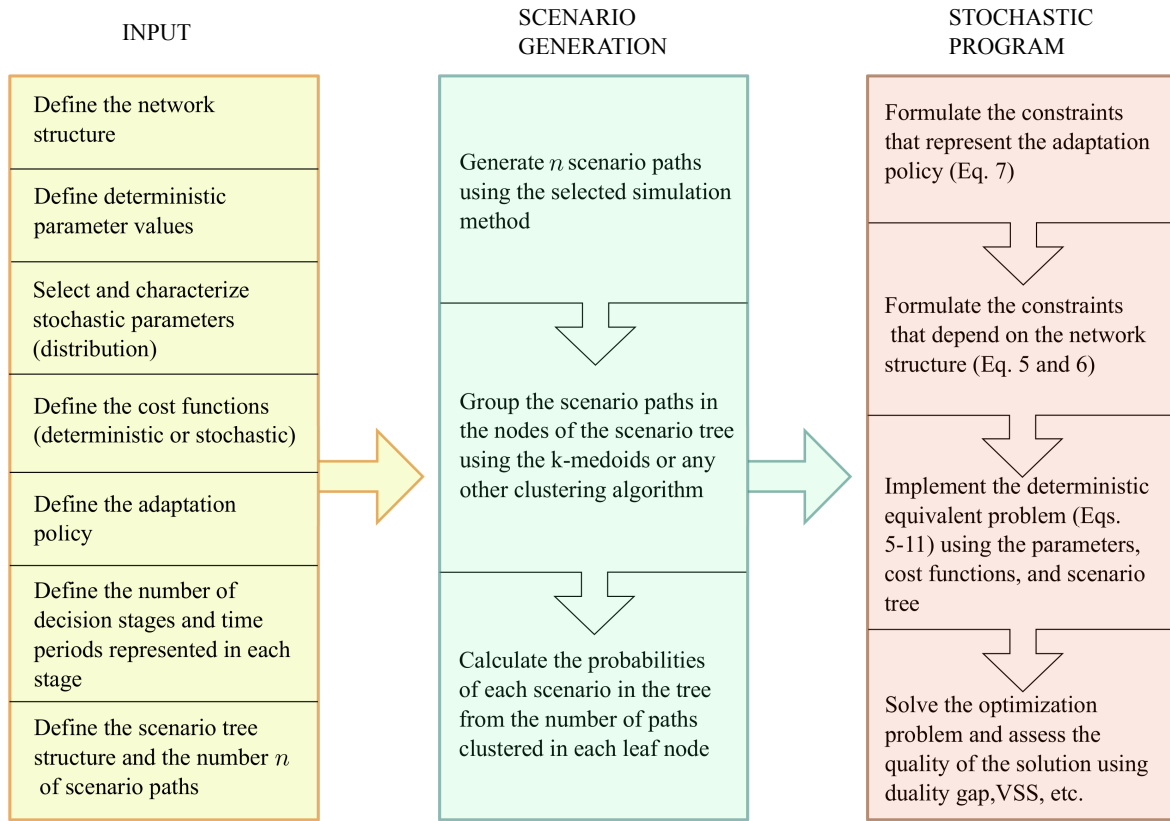 INPUT
Define the network
structure
Define deterministic
parameter values
Select and characterize
stochastic parameters
(distribution)
Define the cost functions
(deterministic or stochastic)
Define the adaptation
policy
Define the number of
decision stages and time
periods represented in each
stage
Define the scenario tree
structure and the number n
of scenario paths
SCENARIO
GENERATION
Generate n scenario paths
using the selected simulation
method
Group the scenario paths in
the nodes of the scenario tree
using the k-medoids or any
other clustering algorithm
Calculate the probabilities
of each scenario in the tree
from the number of paths
clustered in each leaf node
STOCHASTIC
PROGRAM
Formulate the constraints
that represent the adaptation
policy (Eq. 7)
Formulate the constraints
that depend on the network
structure (Eq. 5 and 6)
Implement the deterministic
equivalent problem (Eqs.
5-11) using the parameters,
cost functions, and scenario
tree
Solve the optimization
problem and assess the
quality of the solution using
duality gap,VSS, etc.